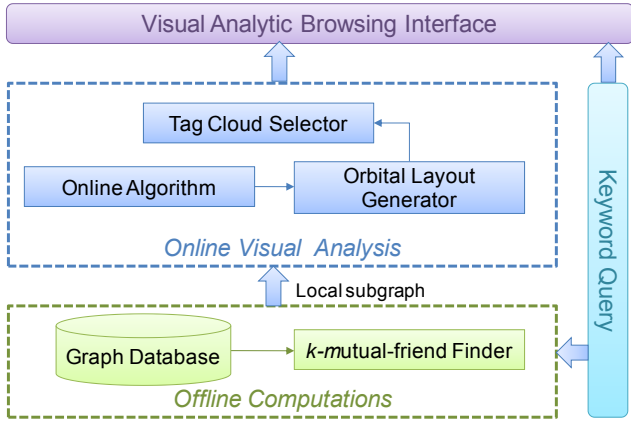 Visual Analytic Browsing Interface
Tag Cloud Selector
Online Algorithm
Orbital Layout
Generator
Online Visual Analysis
Keyword Query
Local subgraph
Graph Database
k-mutual-friend Finder
Offline Computations